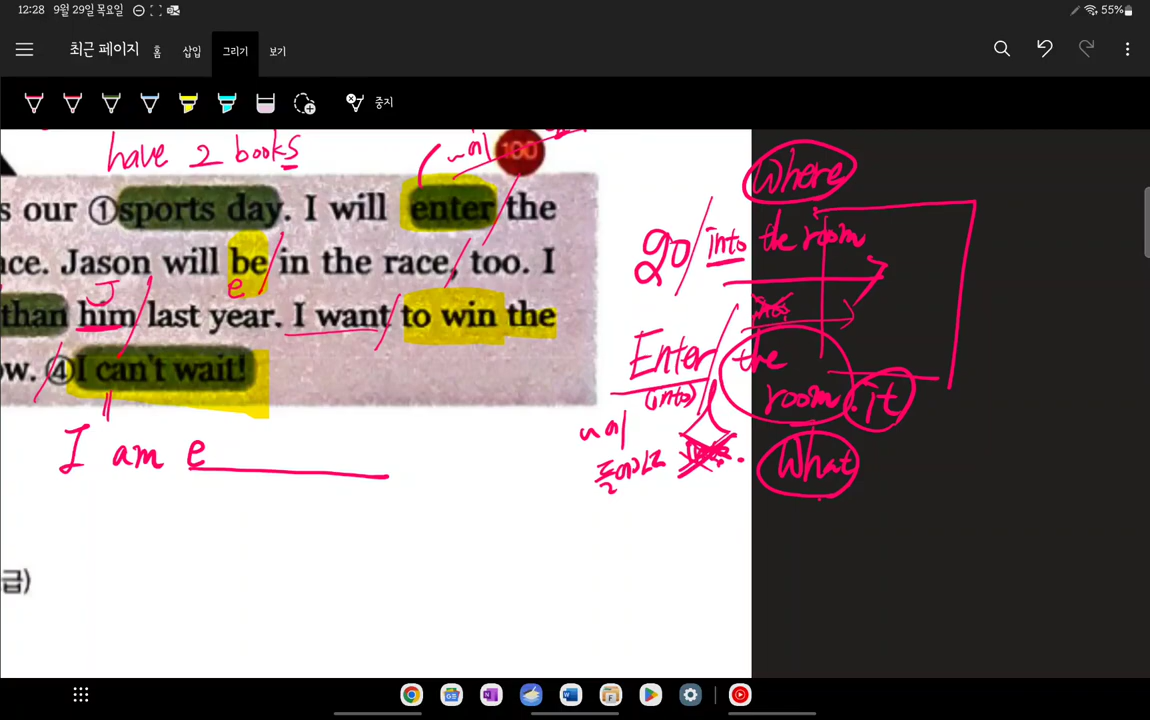 12:28 9월 29일 목요일
55%
최근 페이지 홈 삽입 그리기 보기
중지
have 2 books
~에 100
s our ①sports day. I will enter the
ace. Jason will be in the race, too. I
e
J
than him last year. I want to win the
ow. ④I can't wait!
I am e
급)
Where
go into the room
Enter the
(into) room. it
~에
들어가다
What